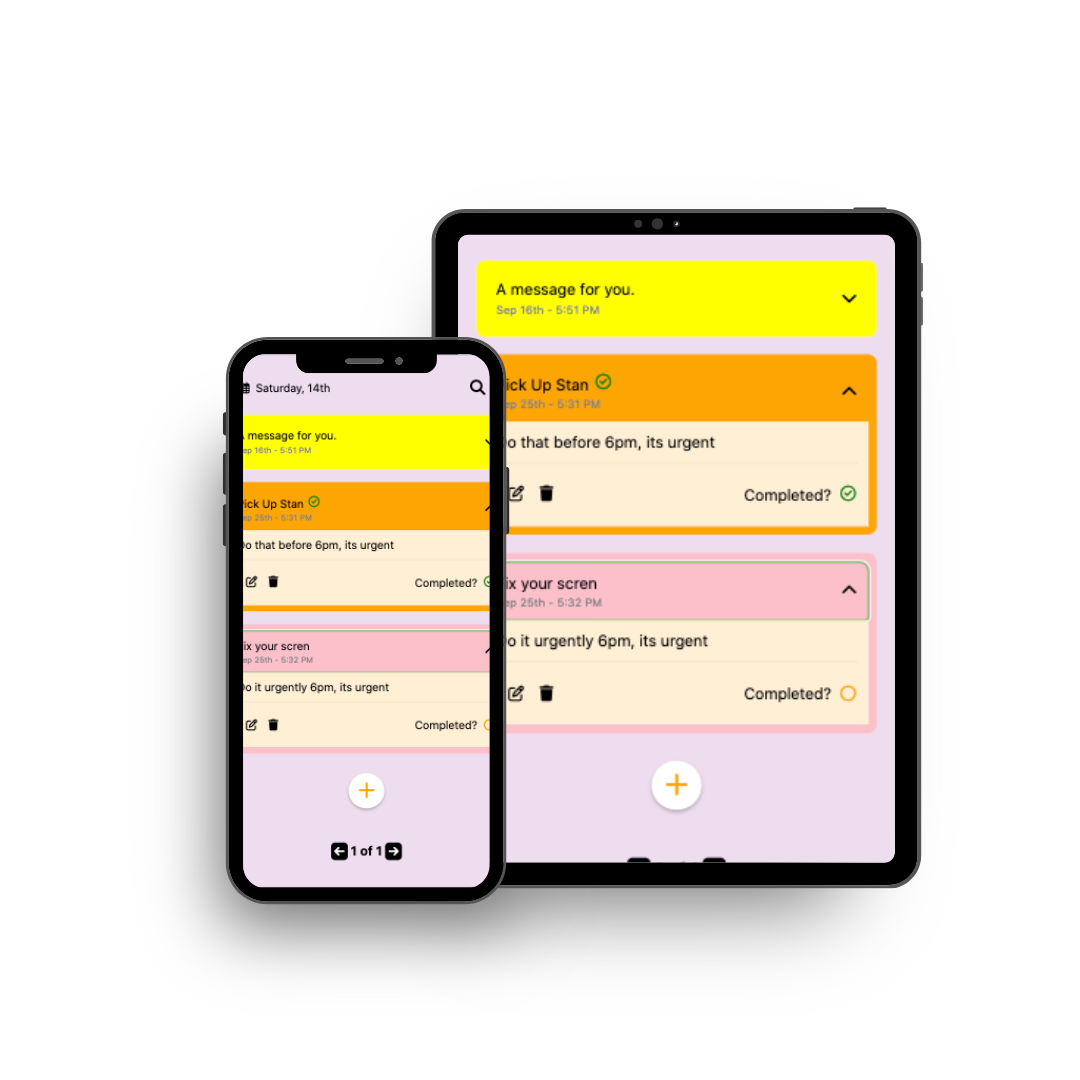 Saturday, 14th
message for you.
ep 16th - 5:51 PM
ick Up Stan
ep 25th - 5:31 PM
o that before 6pm, its urgent
Completed?
ix your scren
ep 25th - 5:32 PM
o it urgently 6pm, its urgent
Completed?
1 of 1
A message for you.
Sep 16th - 5:51 PM
ick Up Stan
ep 25th - 5:31 PM
o that before 6pm, its urgent
Completed?
ix your scren
ep 25th - 5:32 PM
o it urgently 6pm, its urgent
Completed?